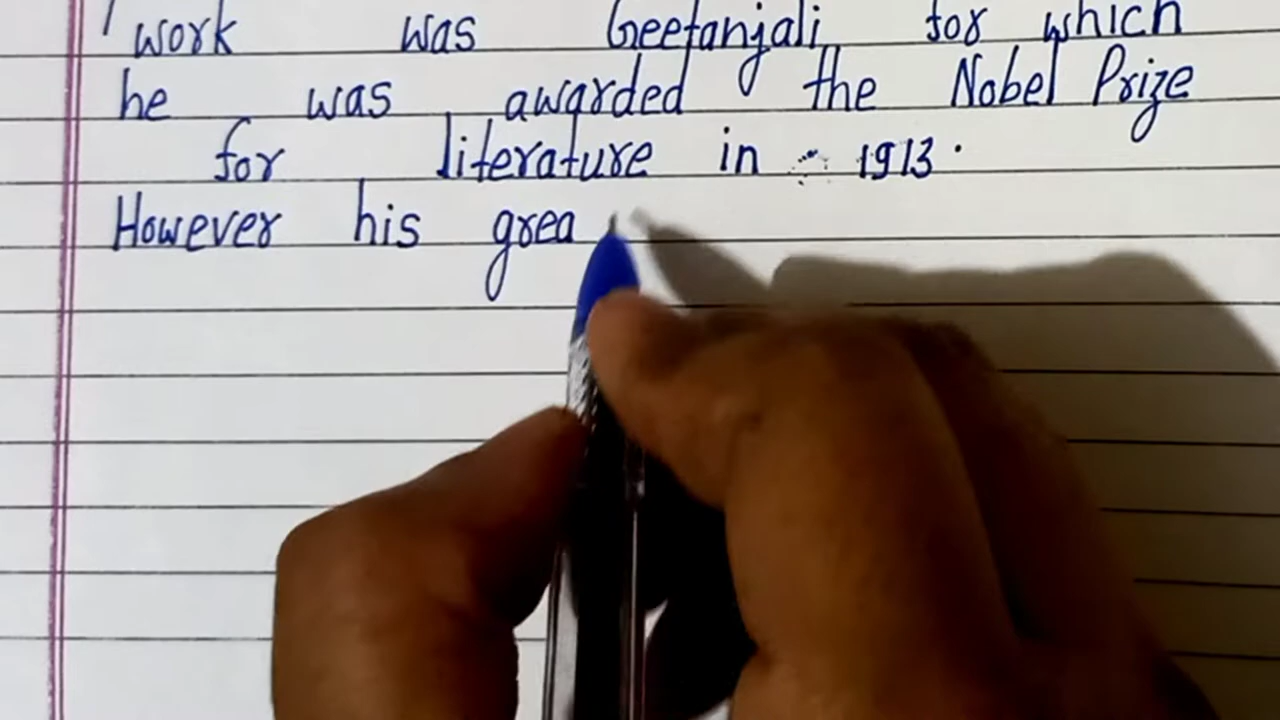 work was Geetanjali for which
he was awarded the Nobel Prize
for literature in 1913.
However his grea